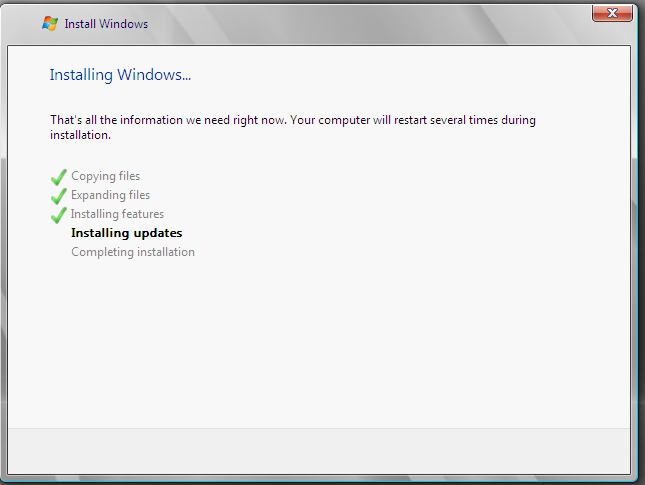 Install Windows
Installing Windows...
That's all the information we need right now. Your computer will restart several times during
installation.
Copying files
Expanding files
Installing features
Installing updates
Completing installation